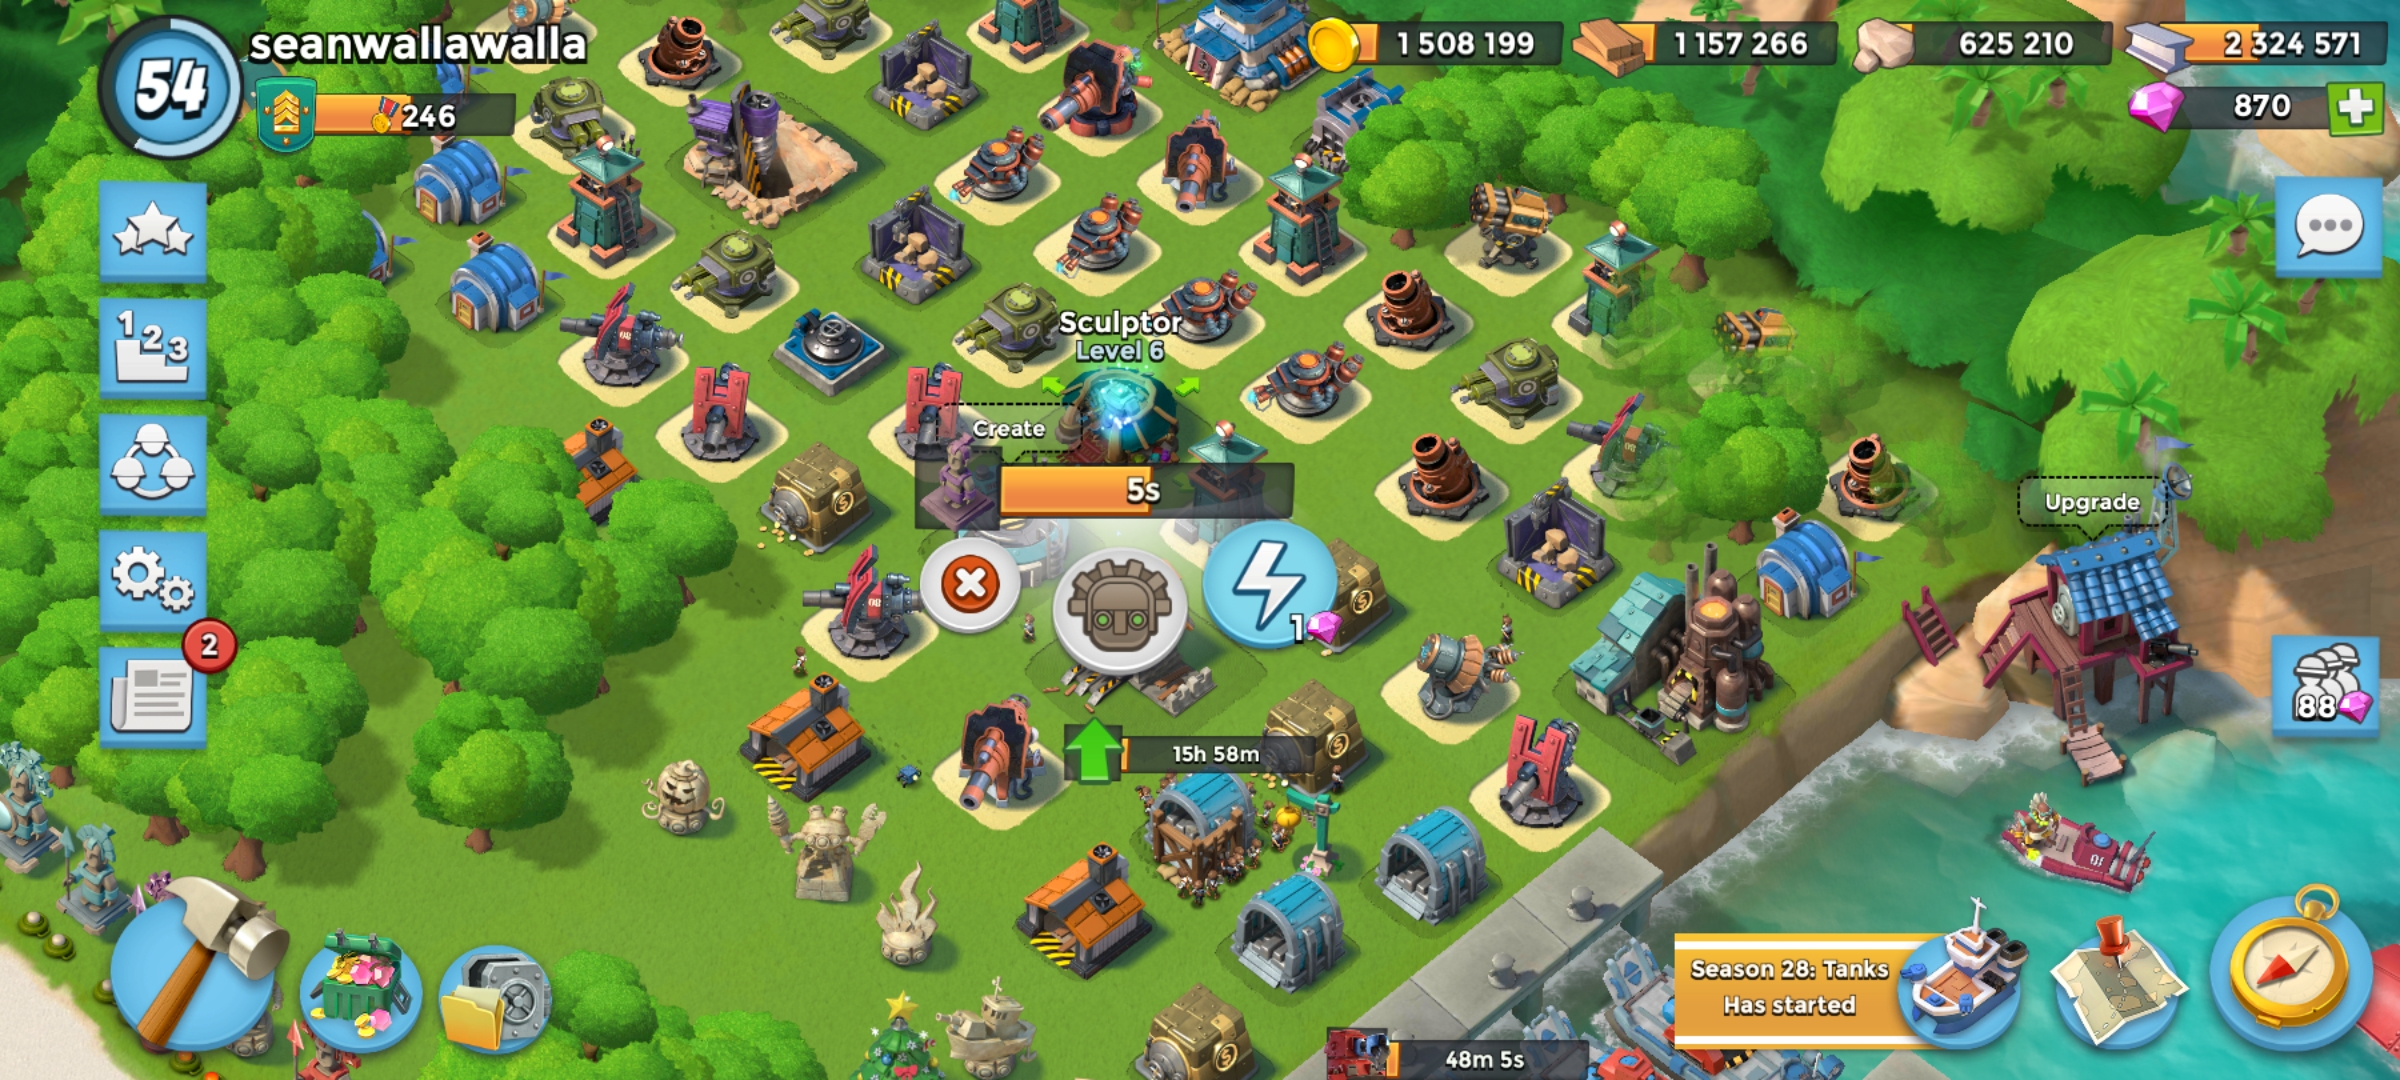 54
seanwallawalla
246
1 508 199
1 157 266
625 210
2 324 571
870
123
2
Sculptor
Level 6
Create
5s
1
Upgrade
88
15h 58m
Season 28: Tanks
Has started
48m 5s